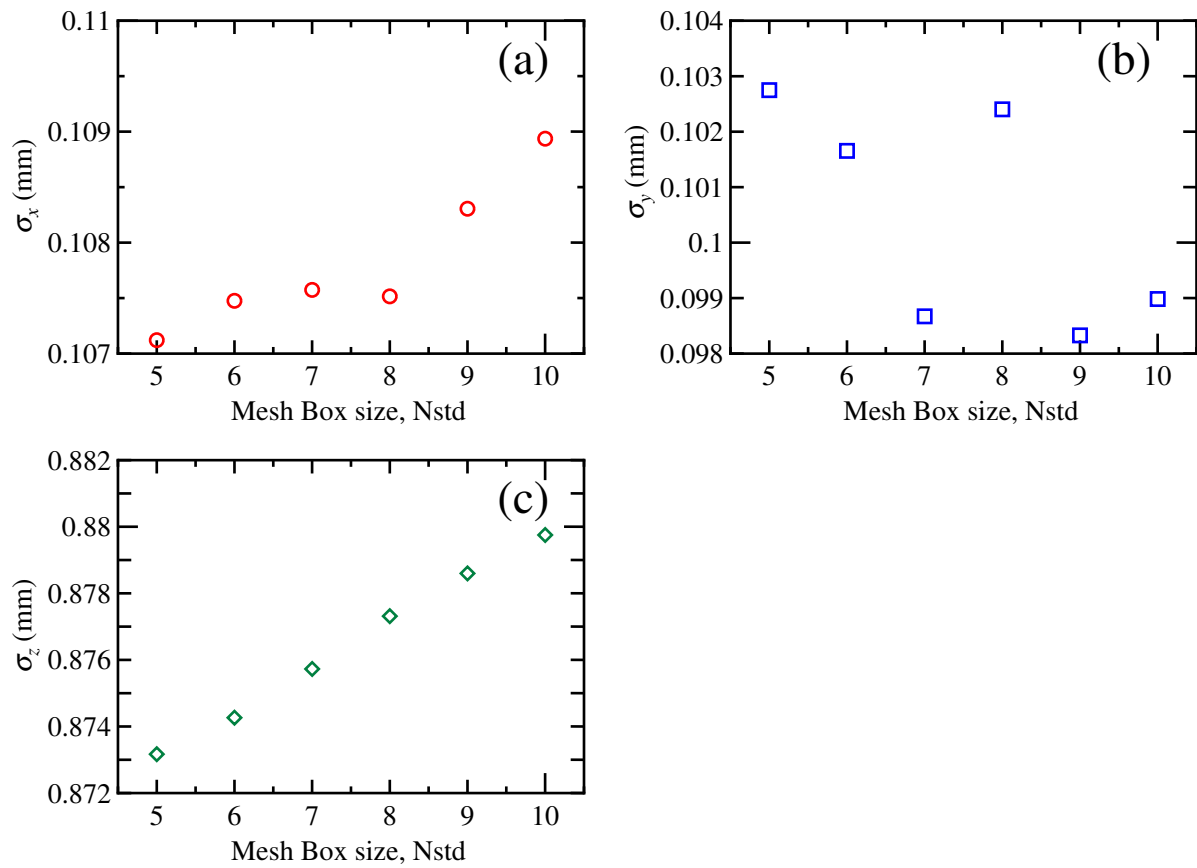 0.11
0.109
0.108
0.107
σx (mm)
(a)
5 6 7 8 9 10
Mesh Box size, Nstd
0.104
0.103
0.102
0.101
0.1
0.099
0.098
σy (mm)
(b)
5 6 7 8 9 10
Mesh Box size, Nstd
0.882
0.88
0.878
0.876
0.874
0.872
σz (mm)
(c)
5 6 7 8 9 10
Mesh Box size, Nstd